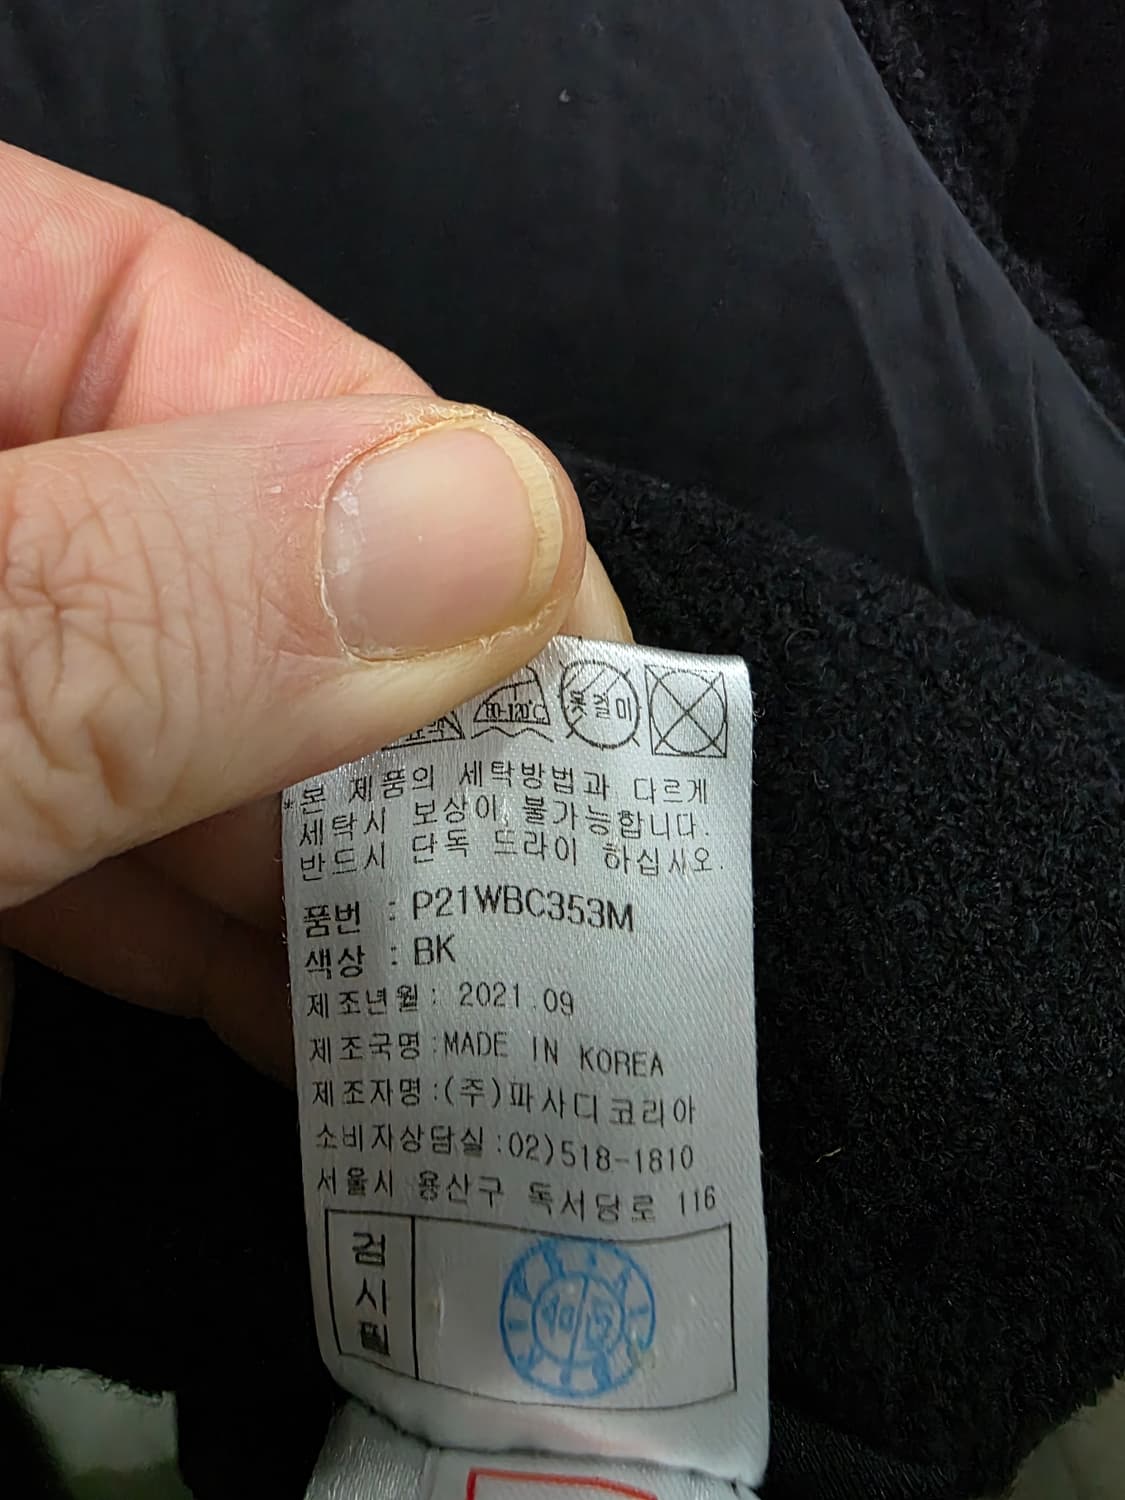 80-120℃
옷걸이
*본 제품의 세탁방법과 다르게
세탁시 보상이 불가능합니다.
반드시 단독 드라이 하십시오.
품번 : P21WBC353M
색상 : BK
제조년월 : 2021.09
제조국명 : MADE IN KOREA
제조자명 : (주)파사디코리아
소비자상담실 : 02)518-1810
서울시 용산구 독서당로 116
검
시
필